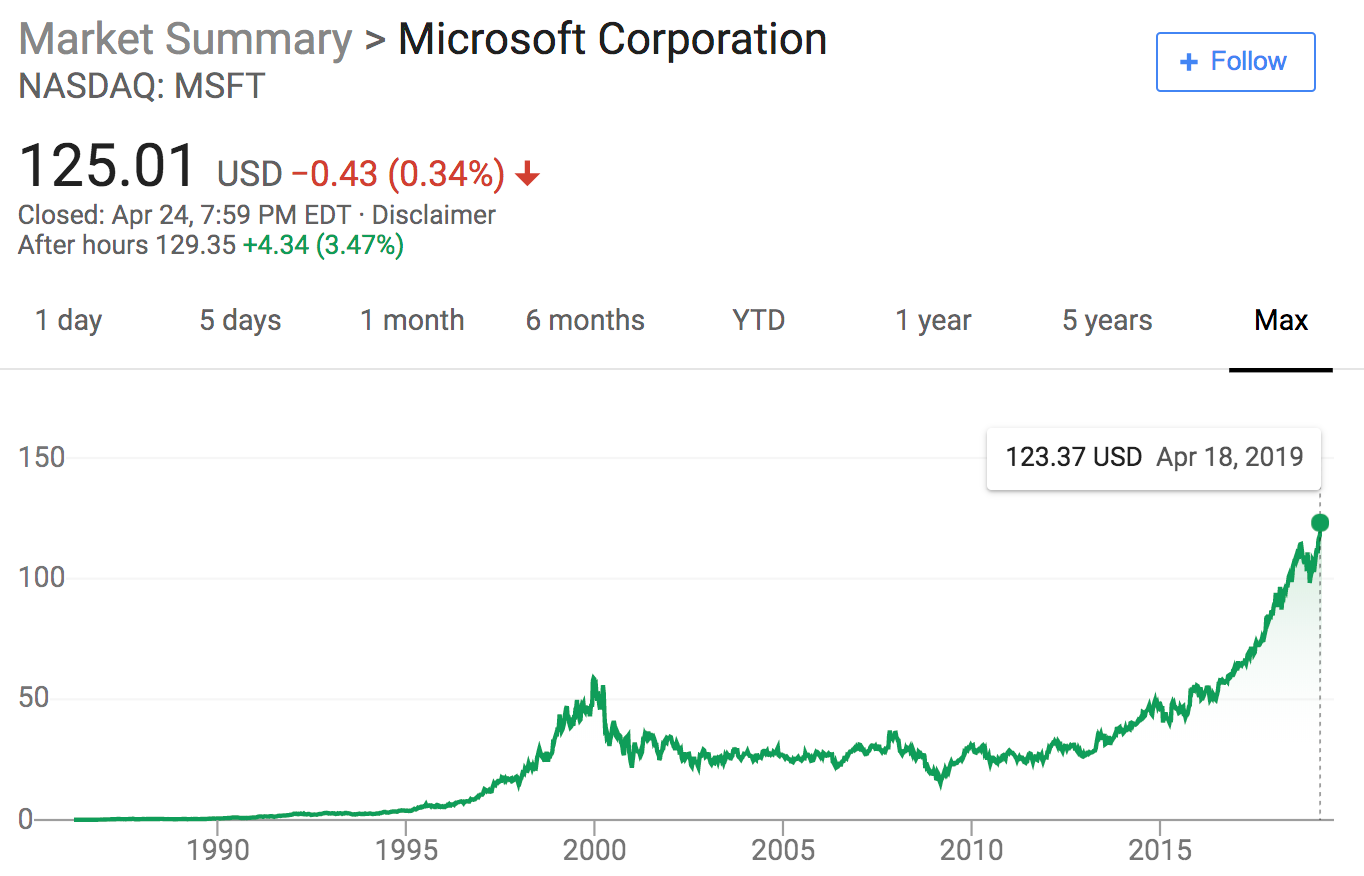 Market Summary > Microsoft Corporation
NASDAQ: MSFT
+ Follow
125.01 USD −0.43 (0.34%) ↓
Closed: Apr 24, 7:59 PM EDT · Disclaimer
After hours 129.35 +4.34 (3.47%)
1 day 5 days 1 month 6 months YTD 1 year 5 years Max
123.37 USD Apr 18, 2019
150
100
50
0
1990 1995 2000 2005 2010 2015